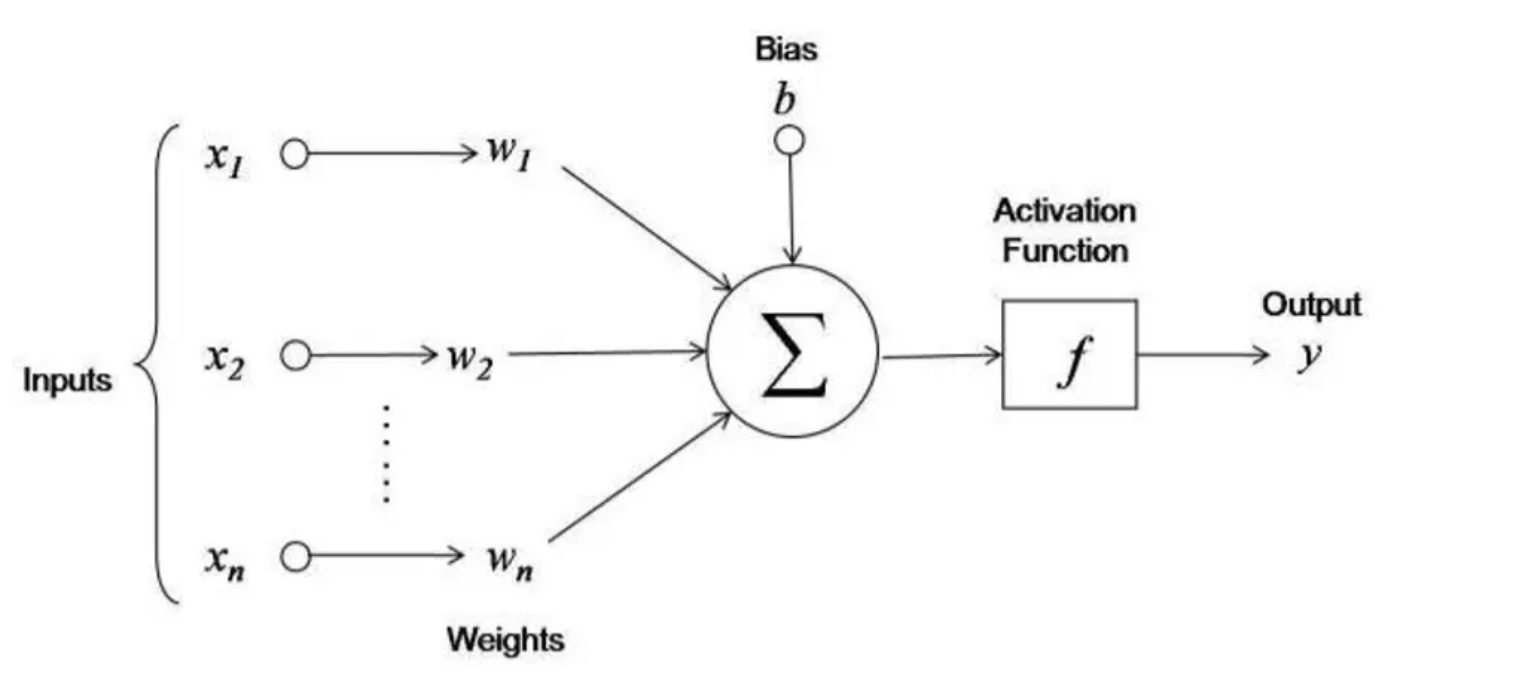 Bias
b
x1 w1
Activation
Function
Output
Inputs x2 w2 ∑ f y
xn wn
Weights